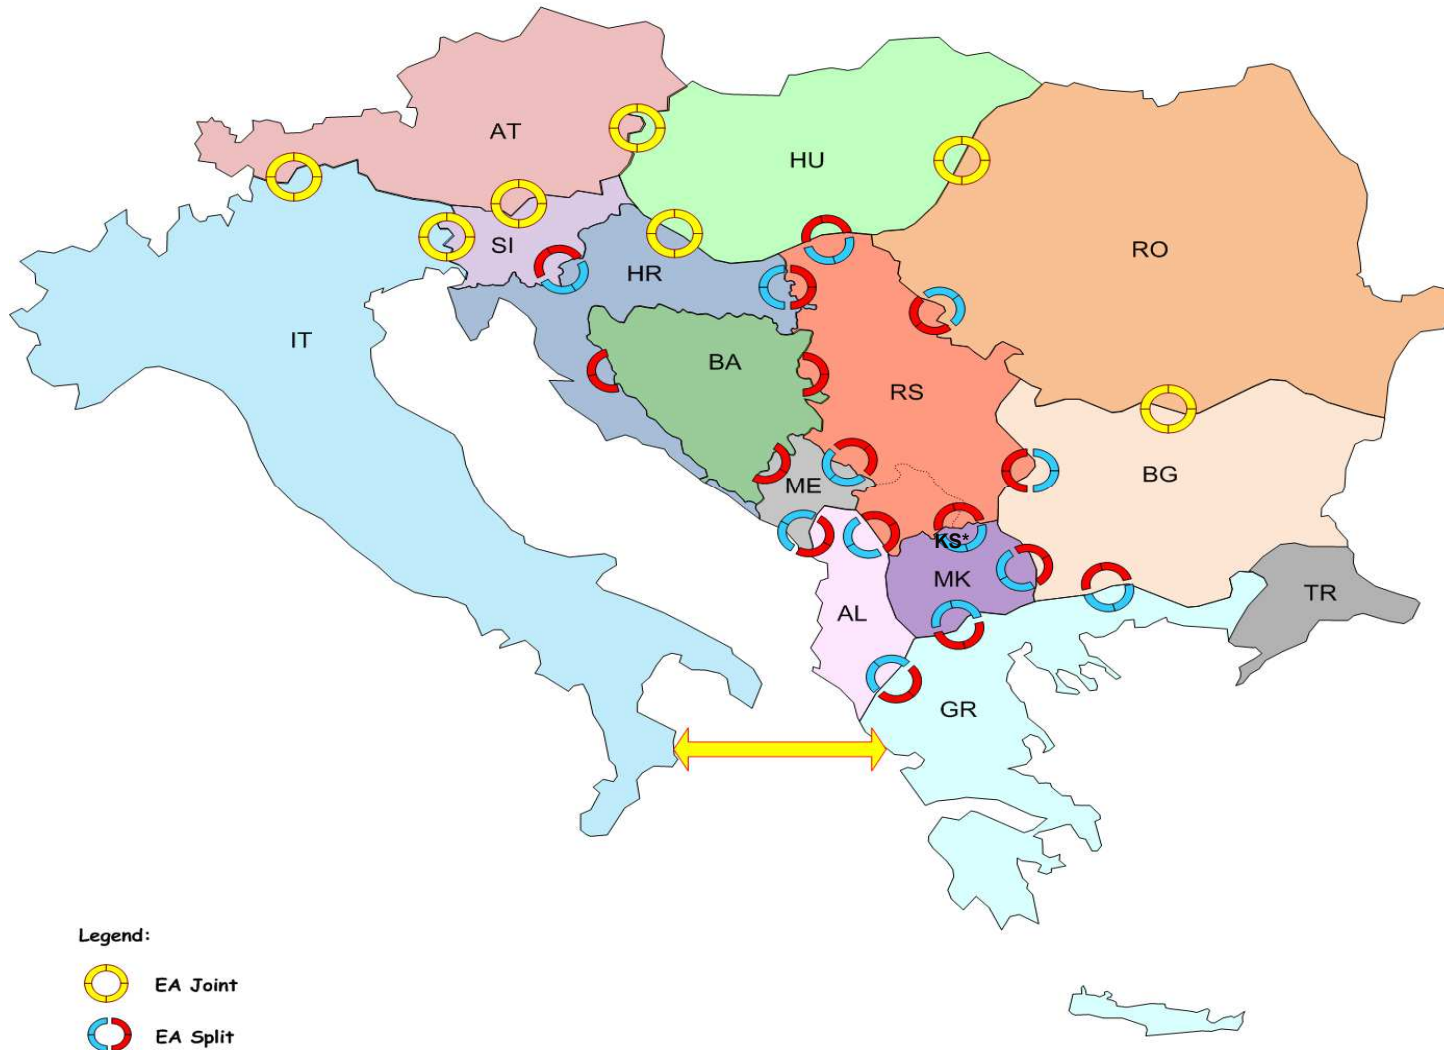 AT
HU
RO
SI
HR
IT
BA
RS
BG
ME
KS*
MK
TR
AL
GR
Legend:
EA Joint
EA Split